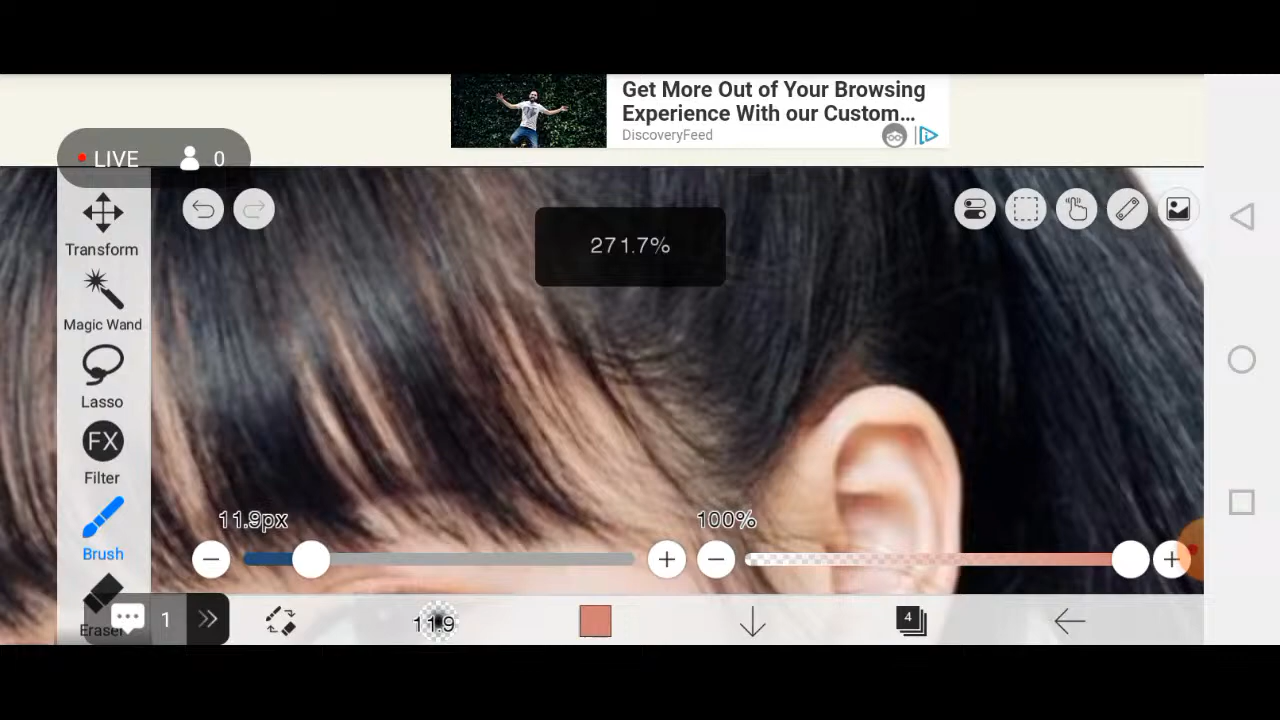 Get More Out of Your Browsing
Experience With our Custom...
DiscoveryFeed
LIVE 0
Transform
271.7%
Magic Wand
Lasso
FX
Filter
11.9px
100%
Brush
Eraser
1
11.9
4